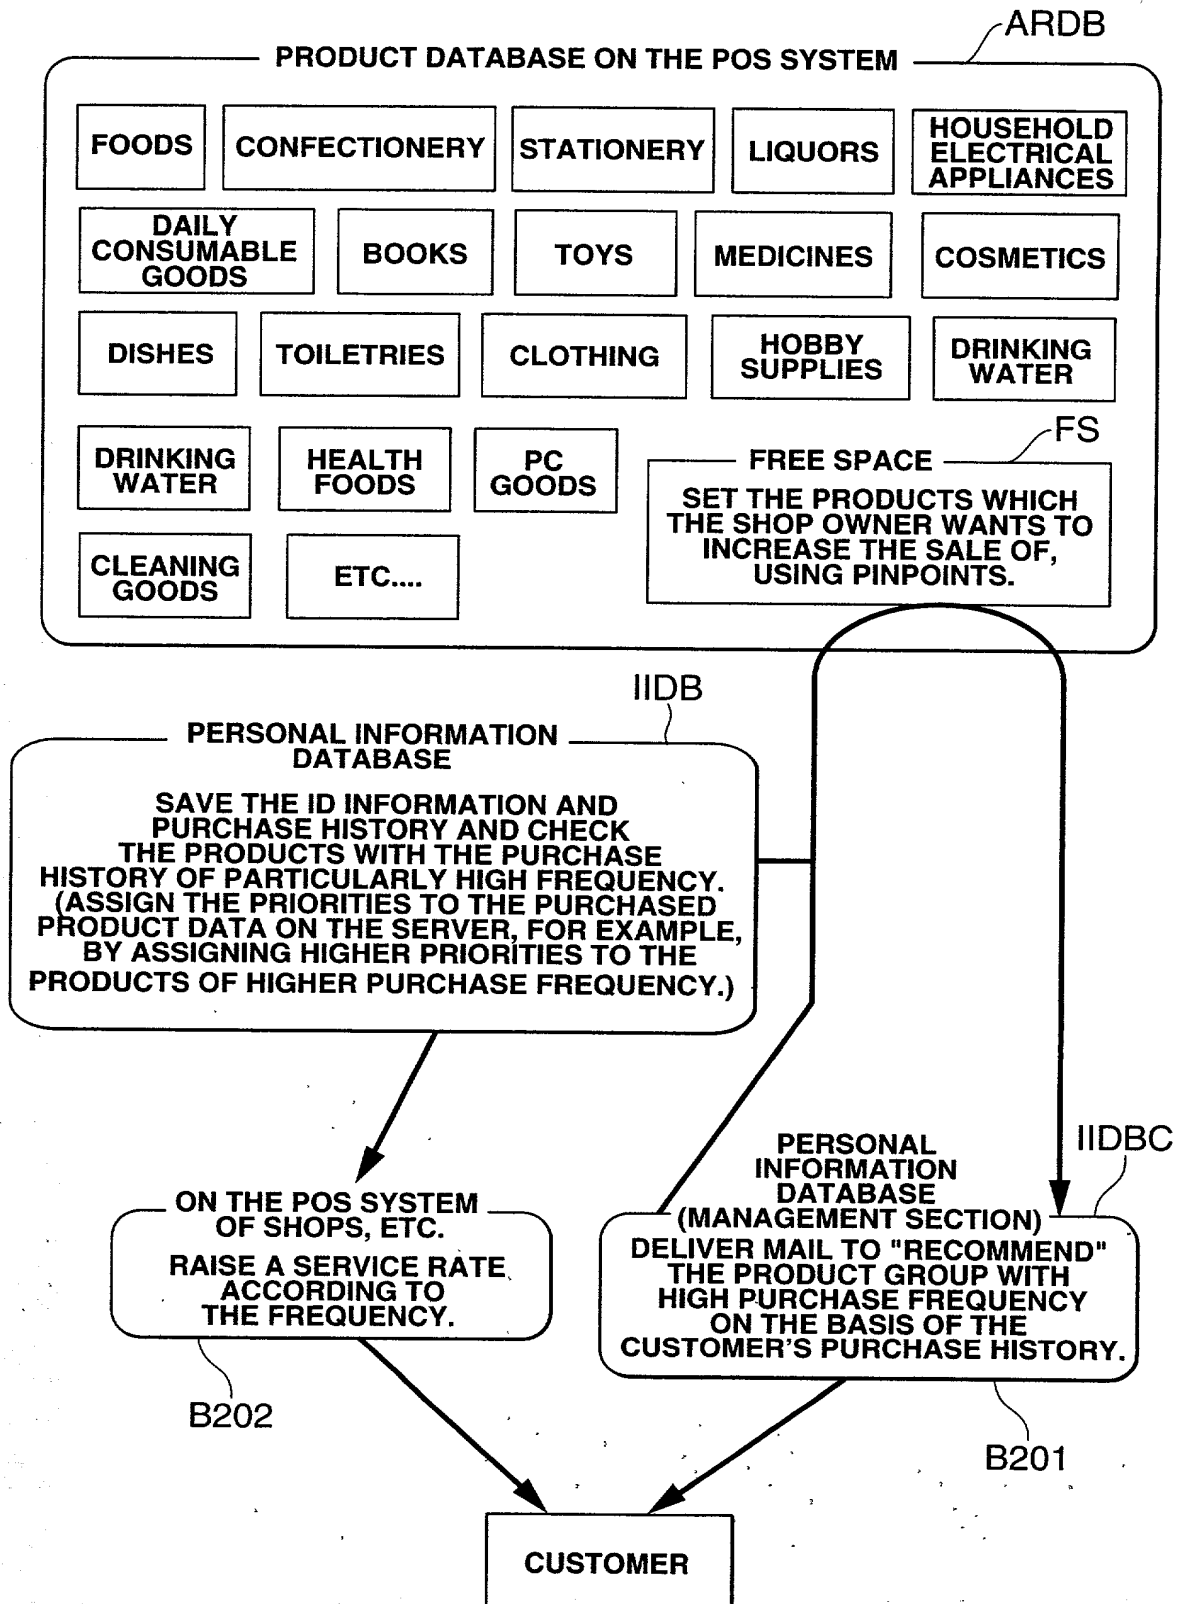 ARDB
PRODUCT DATABASE ON THE POS SYSTEM
FOODS
CONFECTIONERY
STATIONERY
LIQUORS
HOUSEHOLD
ELECTRICAL
APPLIANCES
DAILY
CONSUMABLE
GOODS
BOOKS
TOYS
MEDICINES
COSMETICS
DISHES
TOILETRIES
CLOTHING
HOBBY
SUPPLIES
DRINKING
WATER
DRINKING
WATER
HEALTH
FOODS
PC
GOODS
FS
FREE SPACE
SET THE PRODUCTS WHICH
THE SHOP OWNER WANTS TO
INCREASE THE SALE OF,
USING PINPOINTS.
CLEANING
GOODS
ETC....
IIDB
PERSONAL INFORMATION
DATABASE
SAVE THE ID INFORMATION AND
PURCHASE HISTORY AND CHECK
THE PRODUCTS WITH THE PURCHASE
HISTORY OF PARTICULARLY HIGH FREQUENCY.
(ASSIGN THE PRIORITIES TO THE PURCHASED
PRODUCT DATA ON THE SERVER, FOR EXAMPLE,
BY ASSIGNING HIGHER PRIORITIES TO THE
PRODUCTS OF HIGHER PURCHASE FREQUENCY.)
ON THE POS SYSTEM
OF SHOPS, ETC.
RAISE A SERVICE RATE
ACCORDING TO
THE FREQUENCY.
B202
IIDBC
PERSONAL
INFORMATION
DATABASE
(MANAGEMENT SECTION)
DELIVER MAIL TO "RECOMMEND"
THE PRODUCT GROUP WITH
HIGH PURCHASE FREQUENCY
ON THE BASIS OF THE
CUSTOMER'S PURCHASE HISTORY.
B201
CUSTOMER